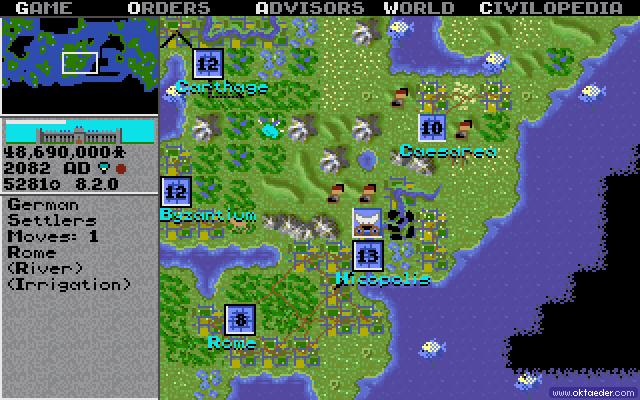 GAME ORDERS ADVISORS WORLD CIVILOPEDIA
48,690,000
2082 AD
5281o 8.2.0
German
Settlers
Moves: 1
Rome
(River)
(Irrigation)
12
Carthage
10
Caesarea
12
Byzantium
13
Nicopolis
8
Rome
www.oktaeder.com